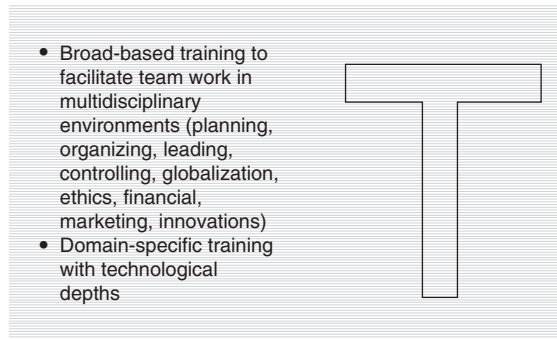 • Broad-based training to
facilitate team work in
multidisciplinary
environments (planning,
organizing, leading,
controlling, globalization,
ethics, financial,
marketing, innovations)
• Domain-specific training
with technological
depths
T